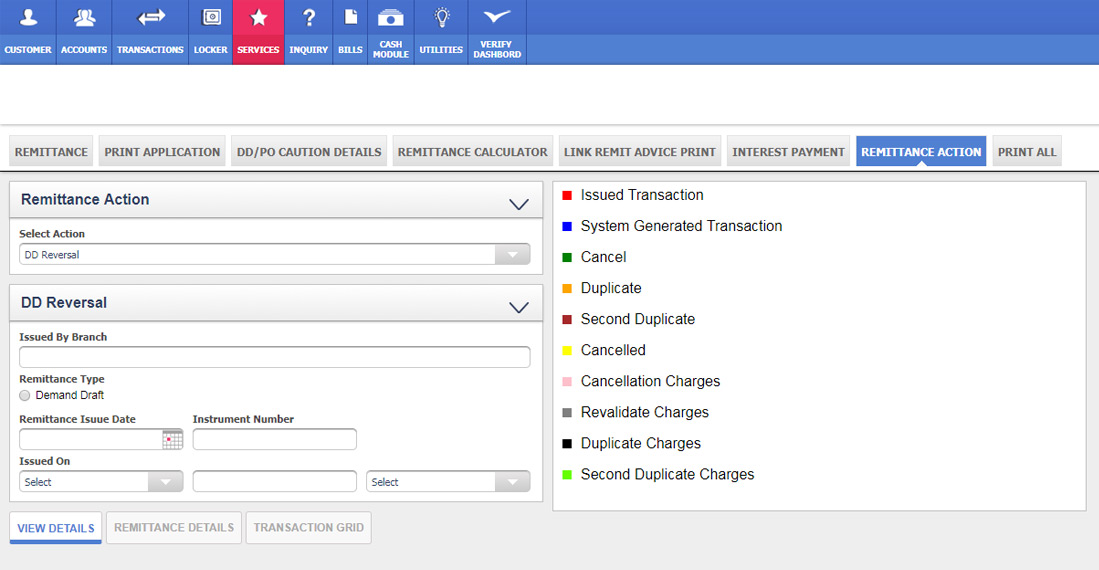 CUSTOMER
ACCOUNTS
TRANSACTIONS
LOCKER
SERVICES
INQUIRY
BILLS
CASH
MODULE
UTILITIES
VERIFY
DASHBORD
REMITTANCE
PRINT APPLICATION
DD/PO CAUTION DETAILS
REMITTANCE CALCULATOR
LINK REMIT ADVICE PRINT
INTEREST PAYMENT
REMITTANCE ACTION
PRINT ALL
Remittance Action
Select Action
DD Reversal
DD Reversal
Issued By Branch
Remittance Type
Demand Draft
Remittance Isuue Date
Instrument Number
Issued On
Select
Select
VIEW DETAILS
REMITTANCE DETAILS
TRANSACTION GRID
Issued Transaction
System Generated Transaction
Cancel
Duplicate
Second Duplicate
Cancelled
Cancellation Charges
Revalidate Charges
Duplicate Charges
Second Duplicate Charges